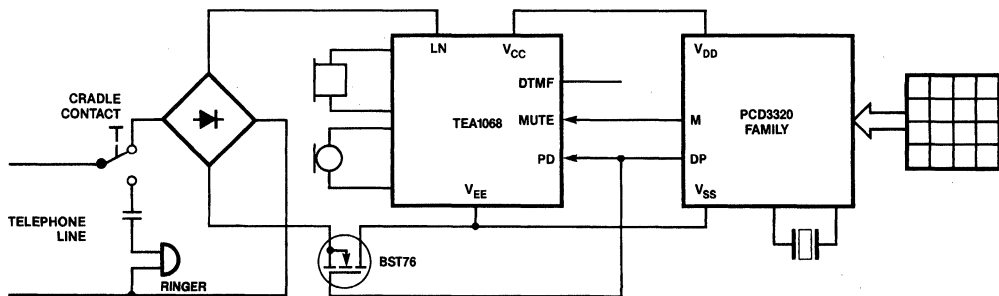 LN
VCC
VDD
DTMF
CRADLE
CONTACT
TEA1068
MUTE
M
PCD3320
FAMILY
PD
DP
VEE
VSS
TELEPHONE
LINE
BST76
RINGER